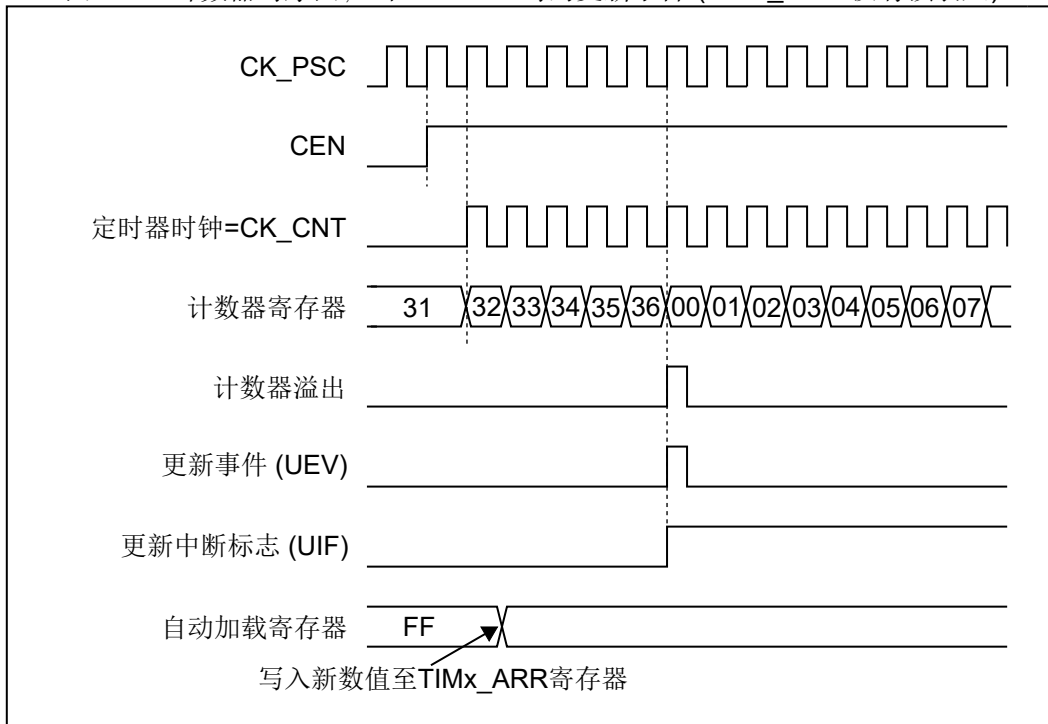 CK_PSC
CEN
定时器时钟=CK_CNT
计数器寄存器 31 32 33 34 35 36 00 01 02 03 04 05 06 07
计数器溢出
更新事件 (UEV)
更新中断标志 (UIF)
自动加载寄存器 FF
写入新数值至TIMx_ARR寄存器